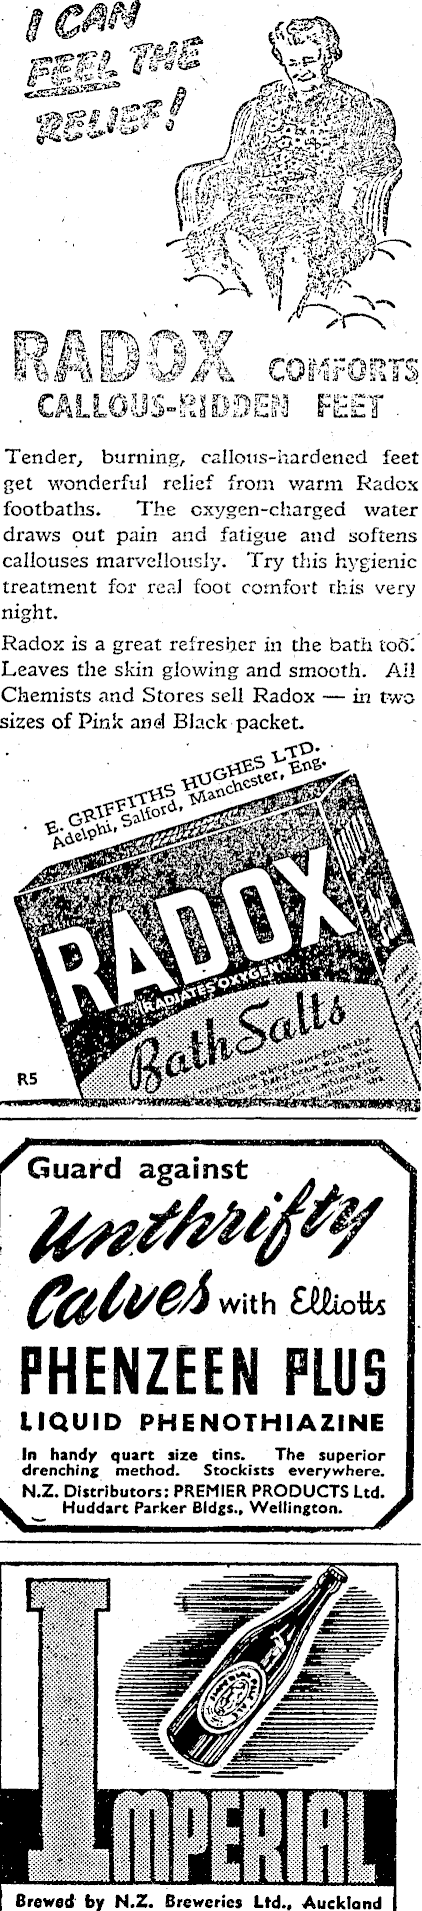 I CAN
FEEL THE
RELIEF!
RADOX COMFORTS
CALLOUS-RIDDEN FEET
Tender, burning, callous-hardened feet
get wonderful relief from warm Radox
footbaths. The oxygen-charged water
draws out pain and fatigue and softens
callouses marvellously. Try this hygienic
treatment for real foot comfort this very
night.
Radox is a great refresher in the bath too.
Leaves the skin glowing and smooth. All
Chemists and Stores sell Radox — in two
sizes of Pink and Black packet.
E. GRIFFITHS HUGHES LTD.
Adelphi, Salford, Manchester, Eng.
RADOX
(RADIATES OXYGEN)
Bath Salts
R5
Guard against
Unthrifty
Calves with Elliotts
PHENZEEN PLUS
LIQUID PHENOTHIAZINE
In handy quart size tins. The superior
drenching method. Stockists everywhere.
N.Z. Distributors: PREMIER PRODUCTS Ltd.
Huddart Parker Bldgs., Wellington.
IMPERIAL
Brewed by N.Z. Breweries Ltd., Auckland